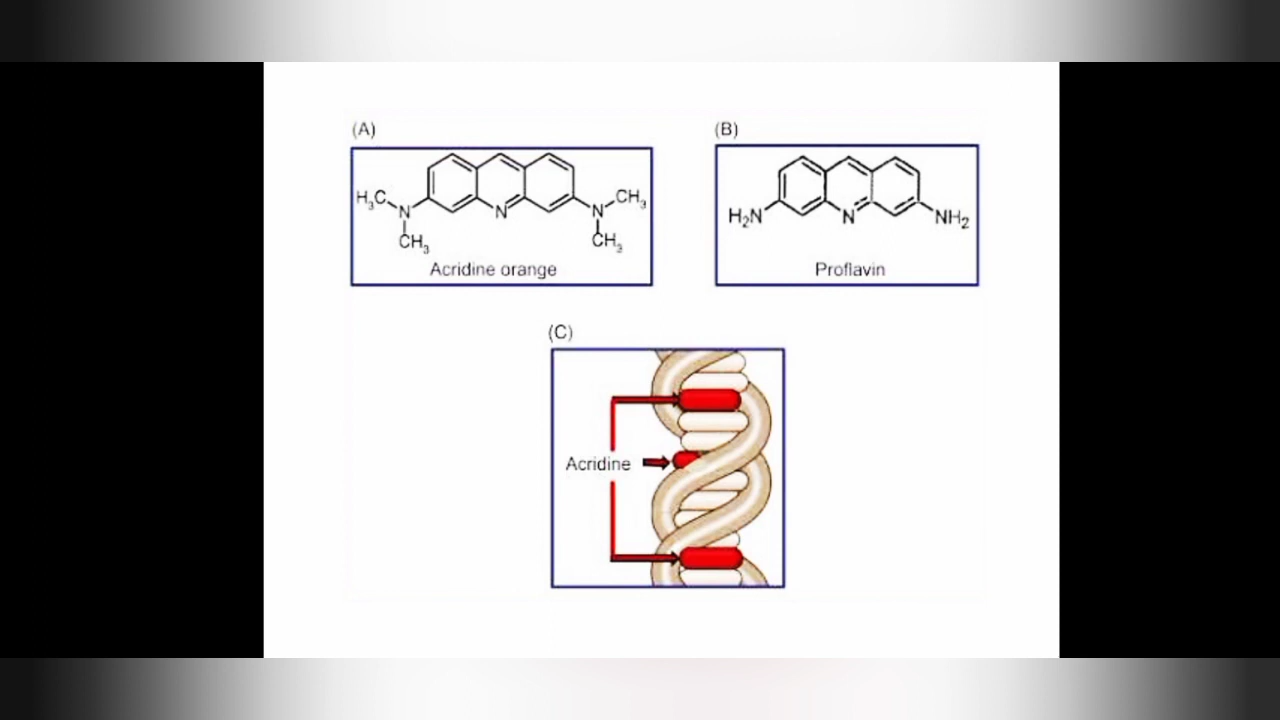 (A)
(B)
H₃C
N
CH₃
N
N
CH₃
CH₃
Acridine orange
H₂N
N
NH₂
Proflavin
(C)
Acridine